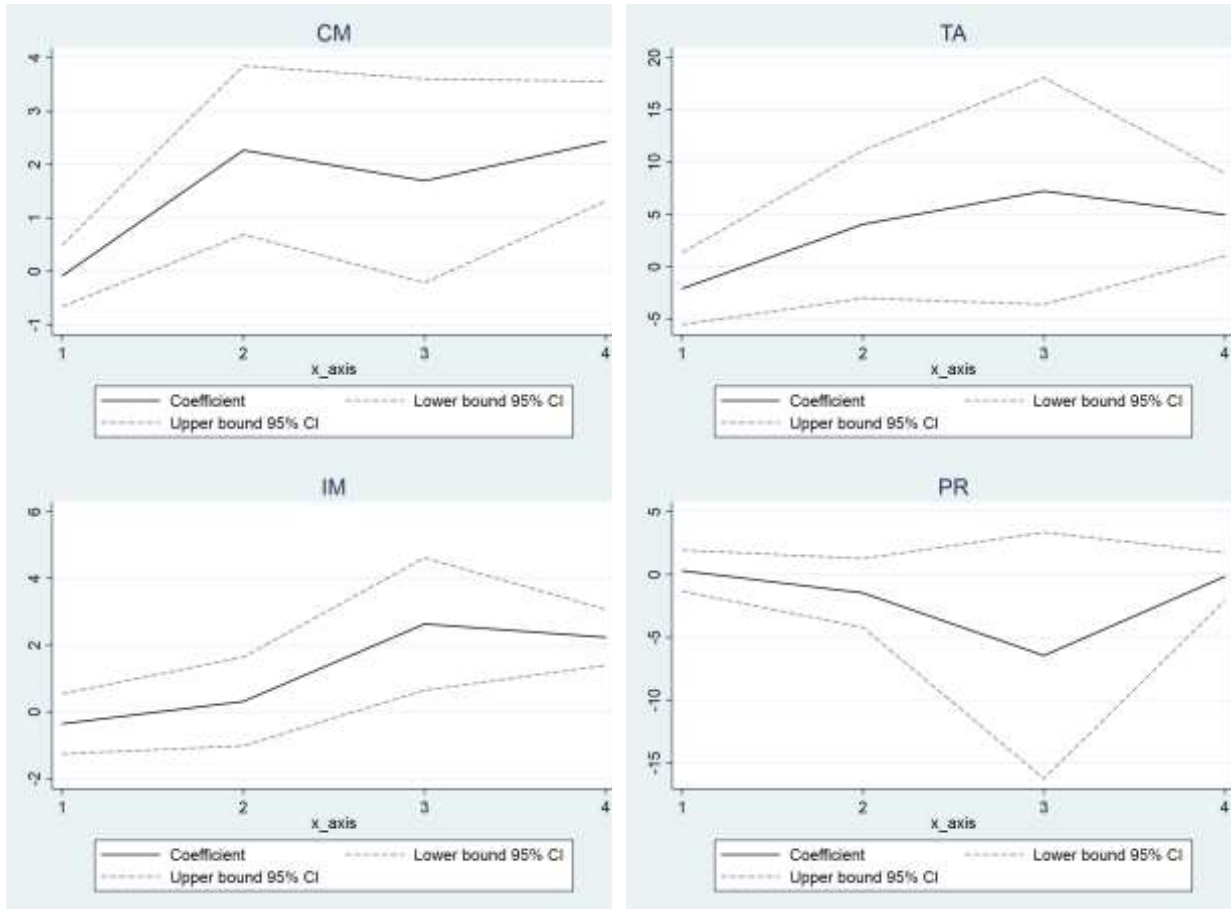 CM
4
3
2
1
0
-1
1 2 3 4
x_axis
Coefficient Lower bound 95% CI
Upper bound 95% CI
TA
20
15
10
5
0
-5
1 2 3 4
x_axis
Coefficient Lower bound 95% CI
Upper bound 95% CI
IM
6
4
2
0
-2
1 2 3 4
x_axis
Coefficient Lower bound 95% CI
Upper bound 95% CI
PR
5
0
-5
-10
-15
1 2 3 4
x_axis
Coefficient Lower bound 95% CI
Upper bound 95% CI